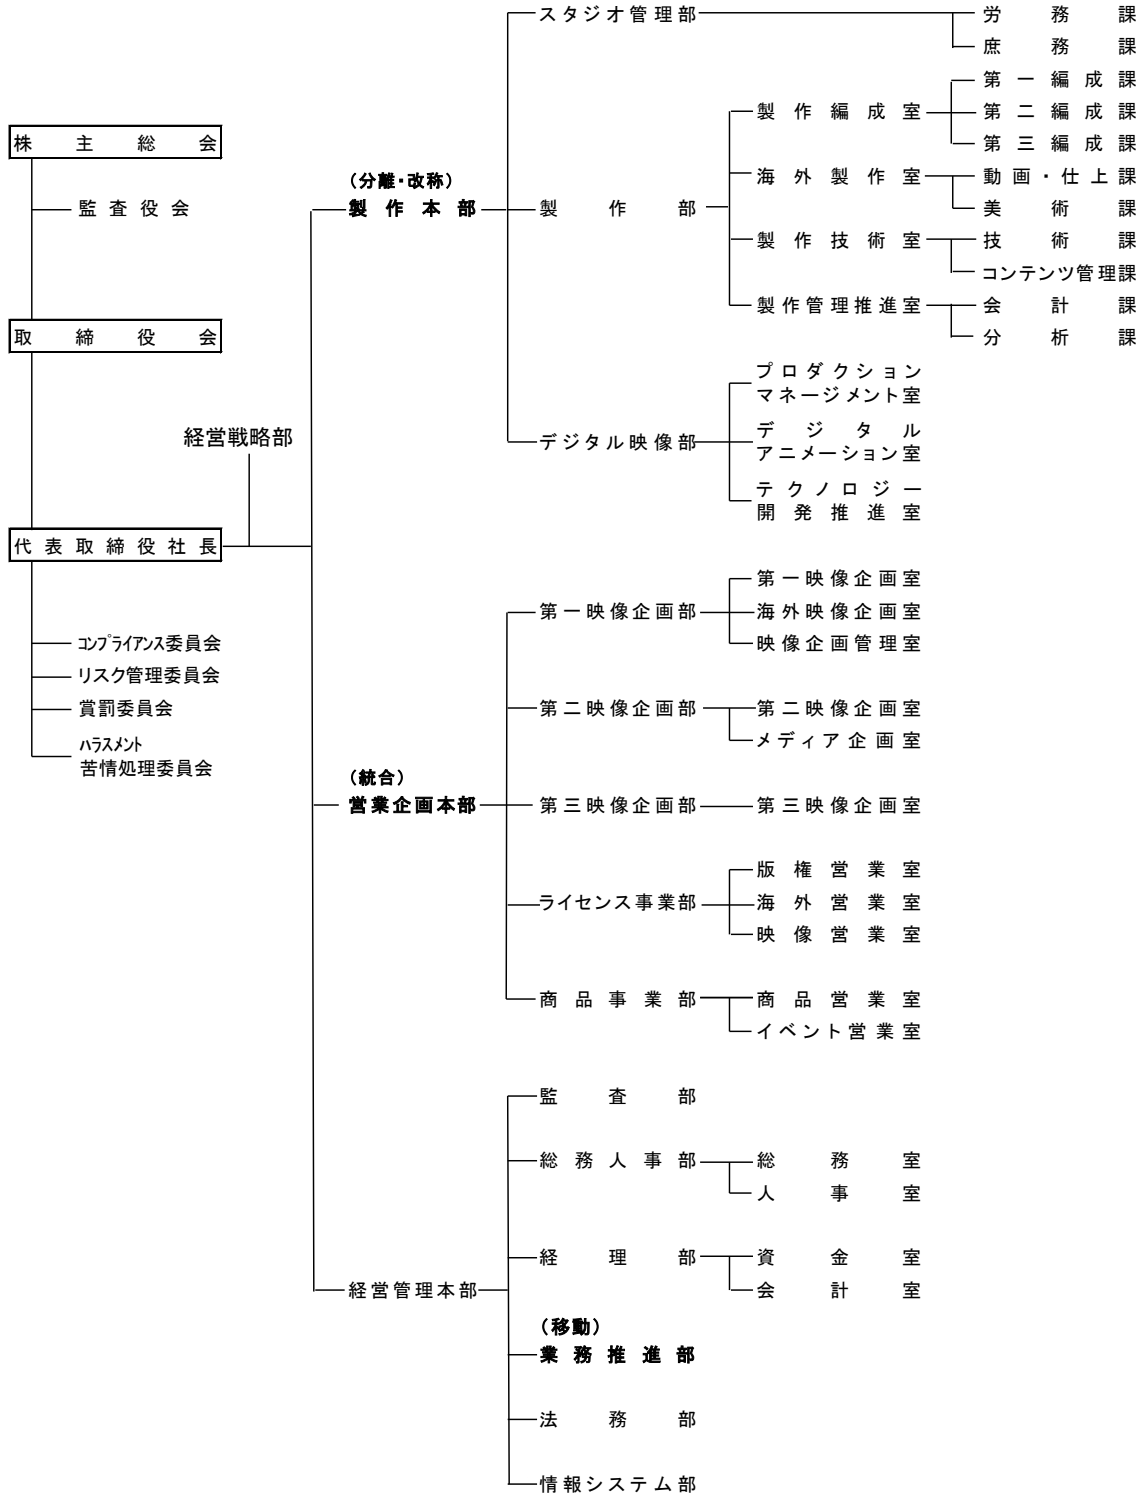 株主総会
監査役会
取締役会
経営戦略部
代表取締役社長
コンプライアンス委員会
リスク管理委員会
賞罰委員会
ハラスメント
苦情処理委員会
（分離・改称）
製作本部
スタジオ管理部
労務課
庶務課
製作部
製作編成室
第一編成課
第二編成課
第三編成課
海外製作室
動画・仕上課
美術課
製作技術室
技術課
コンテンツ管理課
製作管理推進室
会計課
分析課
デジタル映像部
プロダクション
マネージメント室
デジタル
アニメーション室
テクノロジー
開発推進室
（統合）
営業企画本部
第一映像企画部
第一映像企画室
海外映像企画室
映像企画管理室
第二映像企画部
第二映像企画室
メディア企画室
第三映像企画部
第三映像企画室
ライセンス事業部
版権営業室
海外営業室
映像営業室
商品事業部
商品営業室
イベント営業室
経営管理本部
監査部
総務人事部
総務室
人事室
経理部
資金室
会計室
（移動）
業務推進部
法務部
情報システム部